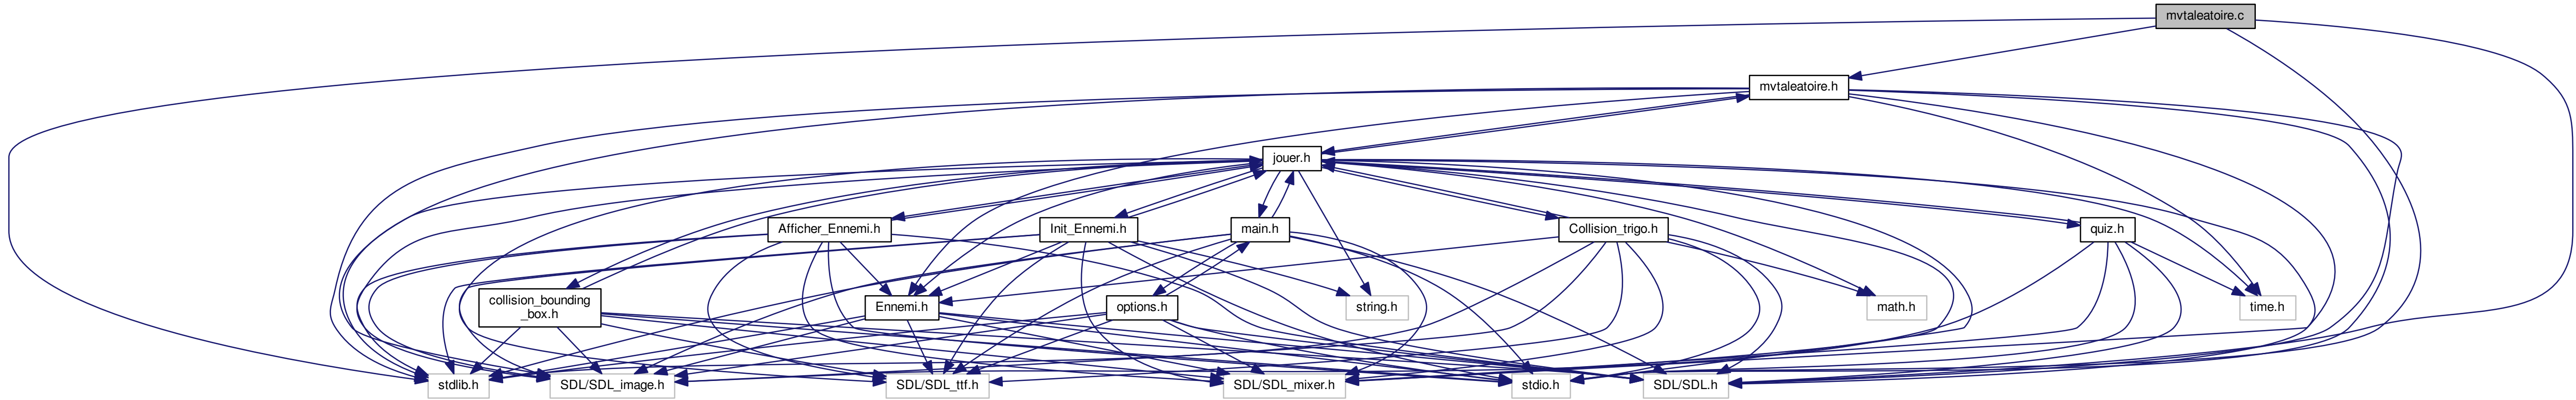 mvtaleatoire.c
mvtaleatoire.h
jouer.h
Afficher_Ennemi.h
Init_Ennemi.h
main.h
Collision_trigo.h
quiz.h
collision_bounding
_box.h
Ennemi.h
options.h
string.h
math.h
time.h
stdlib.h
SDL/SDL_image.h
SDL/SDL_ttf.h
SDL/SDL_mixer.h
stdio.h
SDL/SDL.h